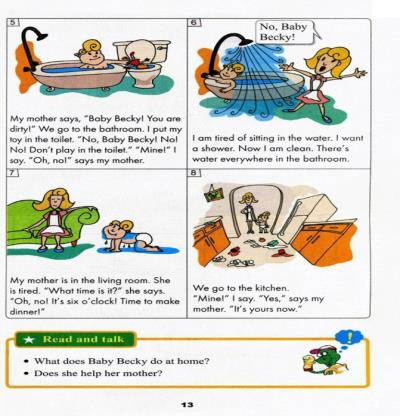 5
My mother says, "Baby Becky! You are
dirty!" We go to the bathroom. I put my
toy in the toilet. "No, Baby Becky! No!
No! Don't play in the toilet." "Mine!" I
say. "Oh, no!" says my mother.
6
No, Baby
Becky!
I am tired of sitting in the water. I want
a shower. Now I am clean. There's
water everywhere in the bathroom.
7
My mother is in the living room. She
is tired. "What time is it?" she says.
"Oh, no! It's six o'clock! Time to make
dinner!"
8
We go to the kitchen.
"Mine!" I say. "Yes," says my
mother. "It's yours now."
Read and talk
!
• What does Baby Becky do at home?
• Does she help her mother?
13